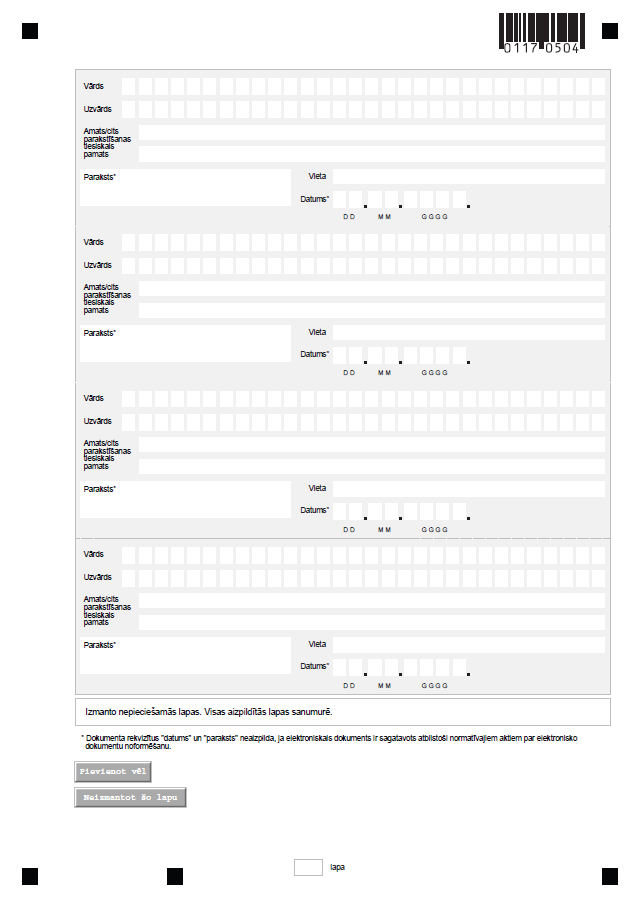 0117 0504
Vārds
Uzvārds
Amats/cits
parakstīšanas
tiesiskais
pamats
Paraksts* Vieta
Datums* . . .
DD MM GGGG
Vārds
Uzvārds
Amats/cits
parakstīšanas
tiesiskais
pamats
Paraksts* Vieta
Datums* . . .
DD MM GGGG
Vārds
Uzvārds
Amats/cits
parakstīšanas
tiesiskais
pamats
Paraksts* Vieta
Datums* . . .
DD MM GGGG
Vārds
Uzvārds
Amats/cits
parakstīšanas
tiesiskais
pamats
Paraksts* Vieta
Datums* . . .
DD MM GGGG
Izmanto nepieciešamās lapas. Visas aizpildītās lapas sanumurē.
* Dokumenta rekvizītus "datums" un "paraksts" neaizpilda, ja elektroniskais dokuments ir sagatavots atbilstoši normatīvajiem aktiem par elektronisko
dokumentu noformēšanu.
Pievienot vēl
Neizmantot šo lapu
lapa